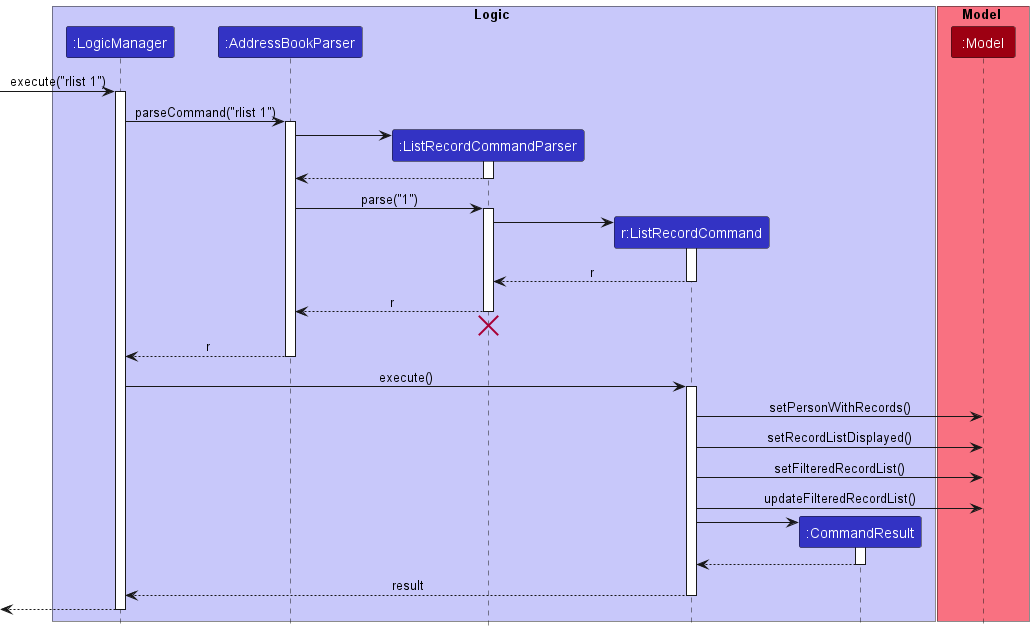 Logic
Model
:LogicManager
:AddressBookParser
:Model
execute("rlist 1")
parseCommand("rlist 1")
:ListRecordCommandParser
parse("1")
r:ListRecordCommand
r
r
r
execute()
setPersonWithRecords()
setRecordListDisplayed()
setFilteredRecordList()
updateFilteredRecordList()
:CommandResult
result